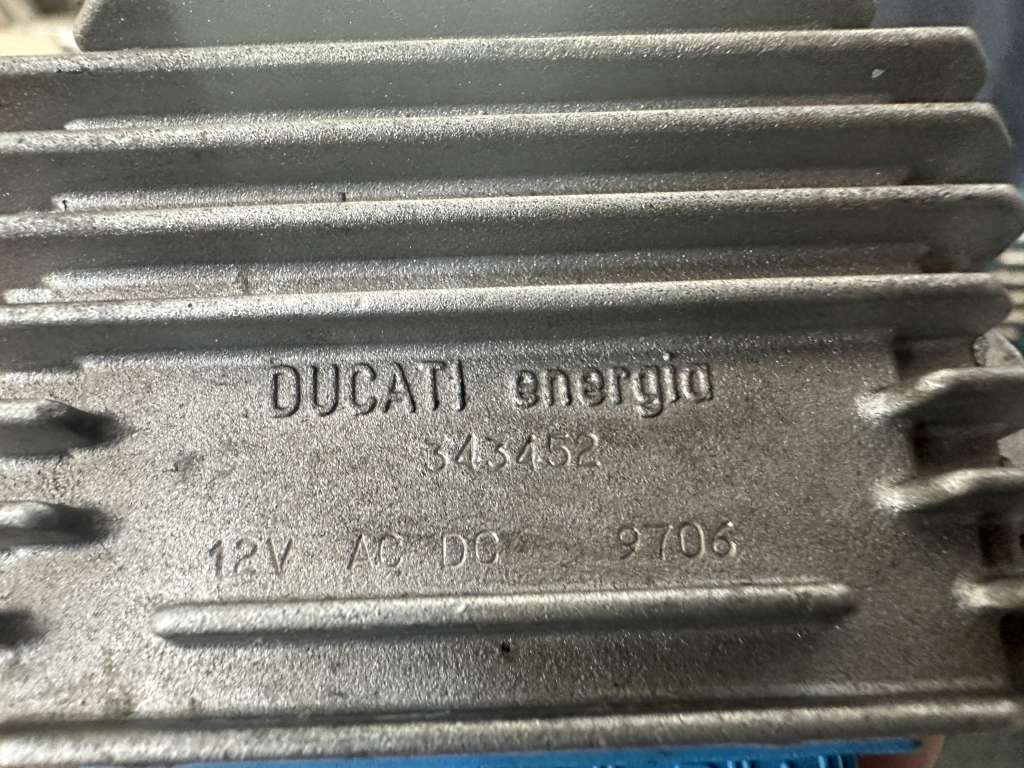 DUCATI energia
343452
12V AC DC 9706